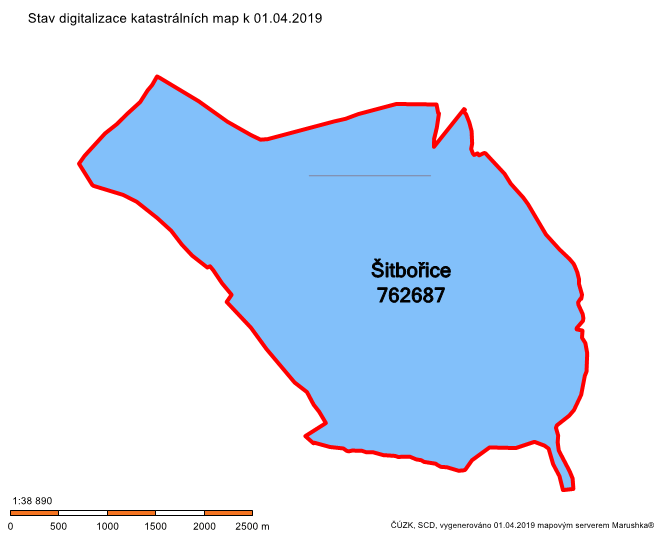 Stav digitalizace katastrálních map k 01.04.2019
Šitbořice
762687
1:38 890
0 500 1000 1500 2000 2500 m
ČÚZK, SCD, vygenerováno 01.04.2019 mapovým serverem Marushka®